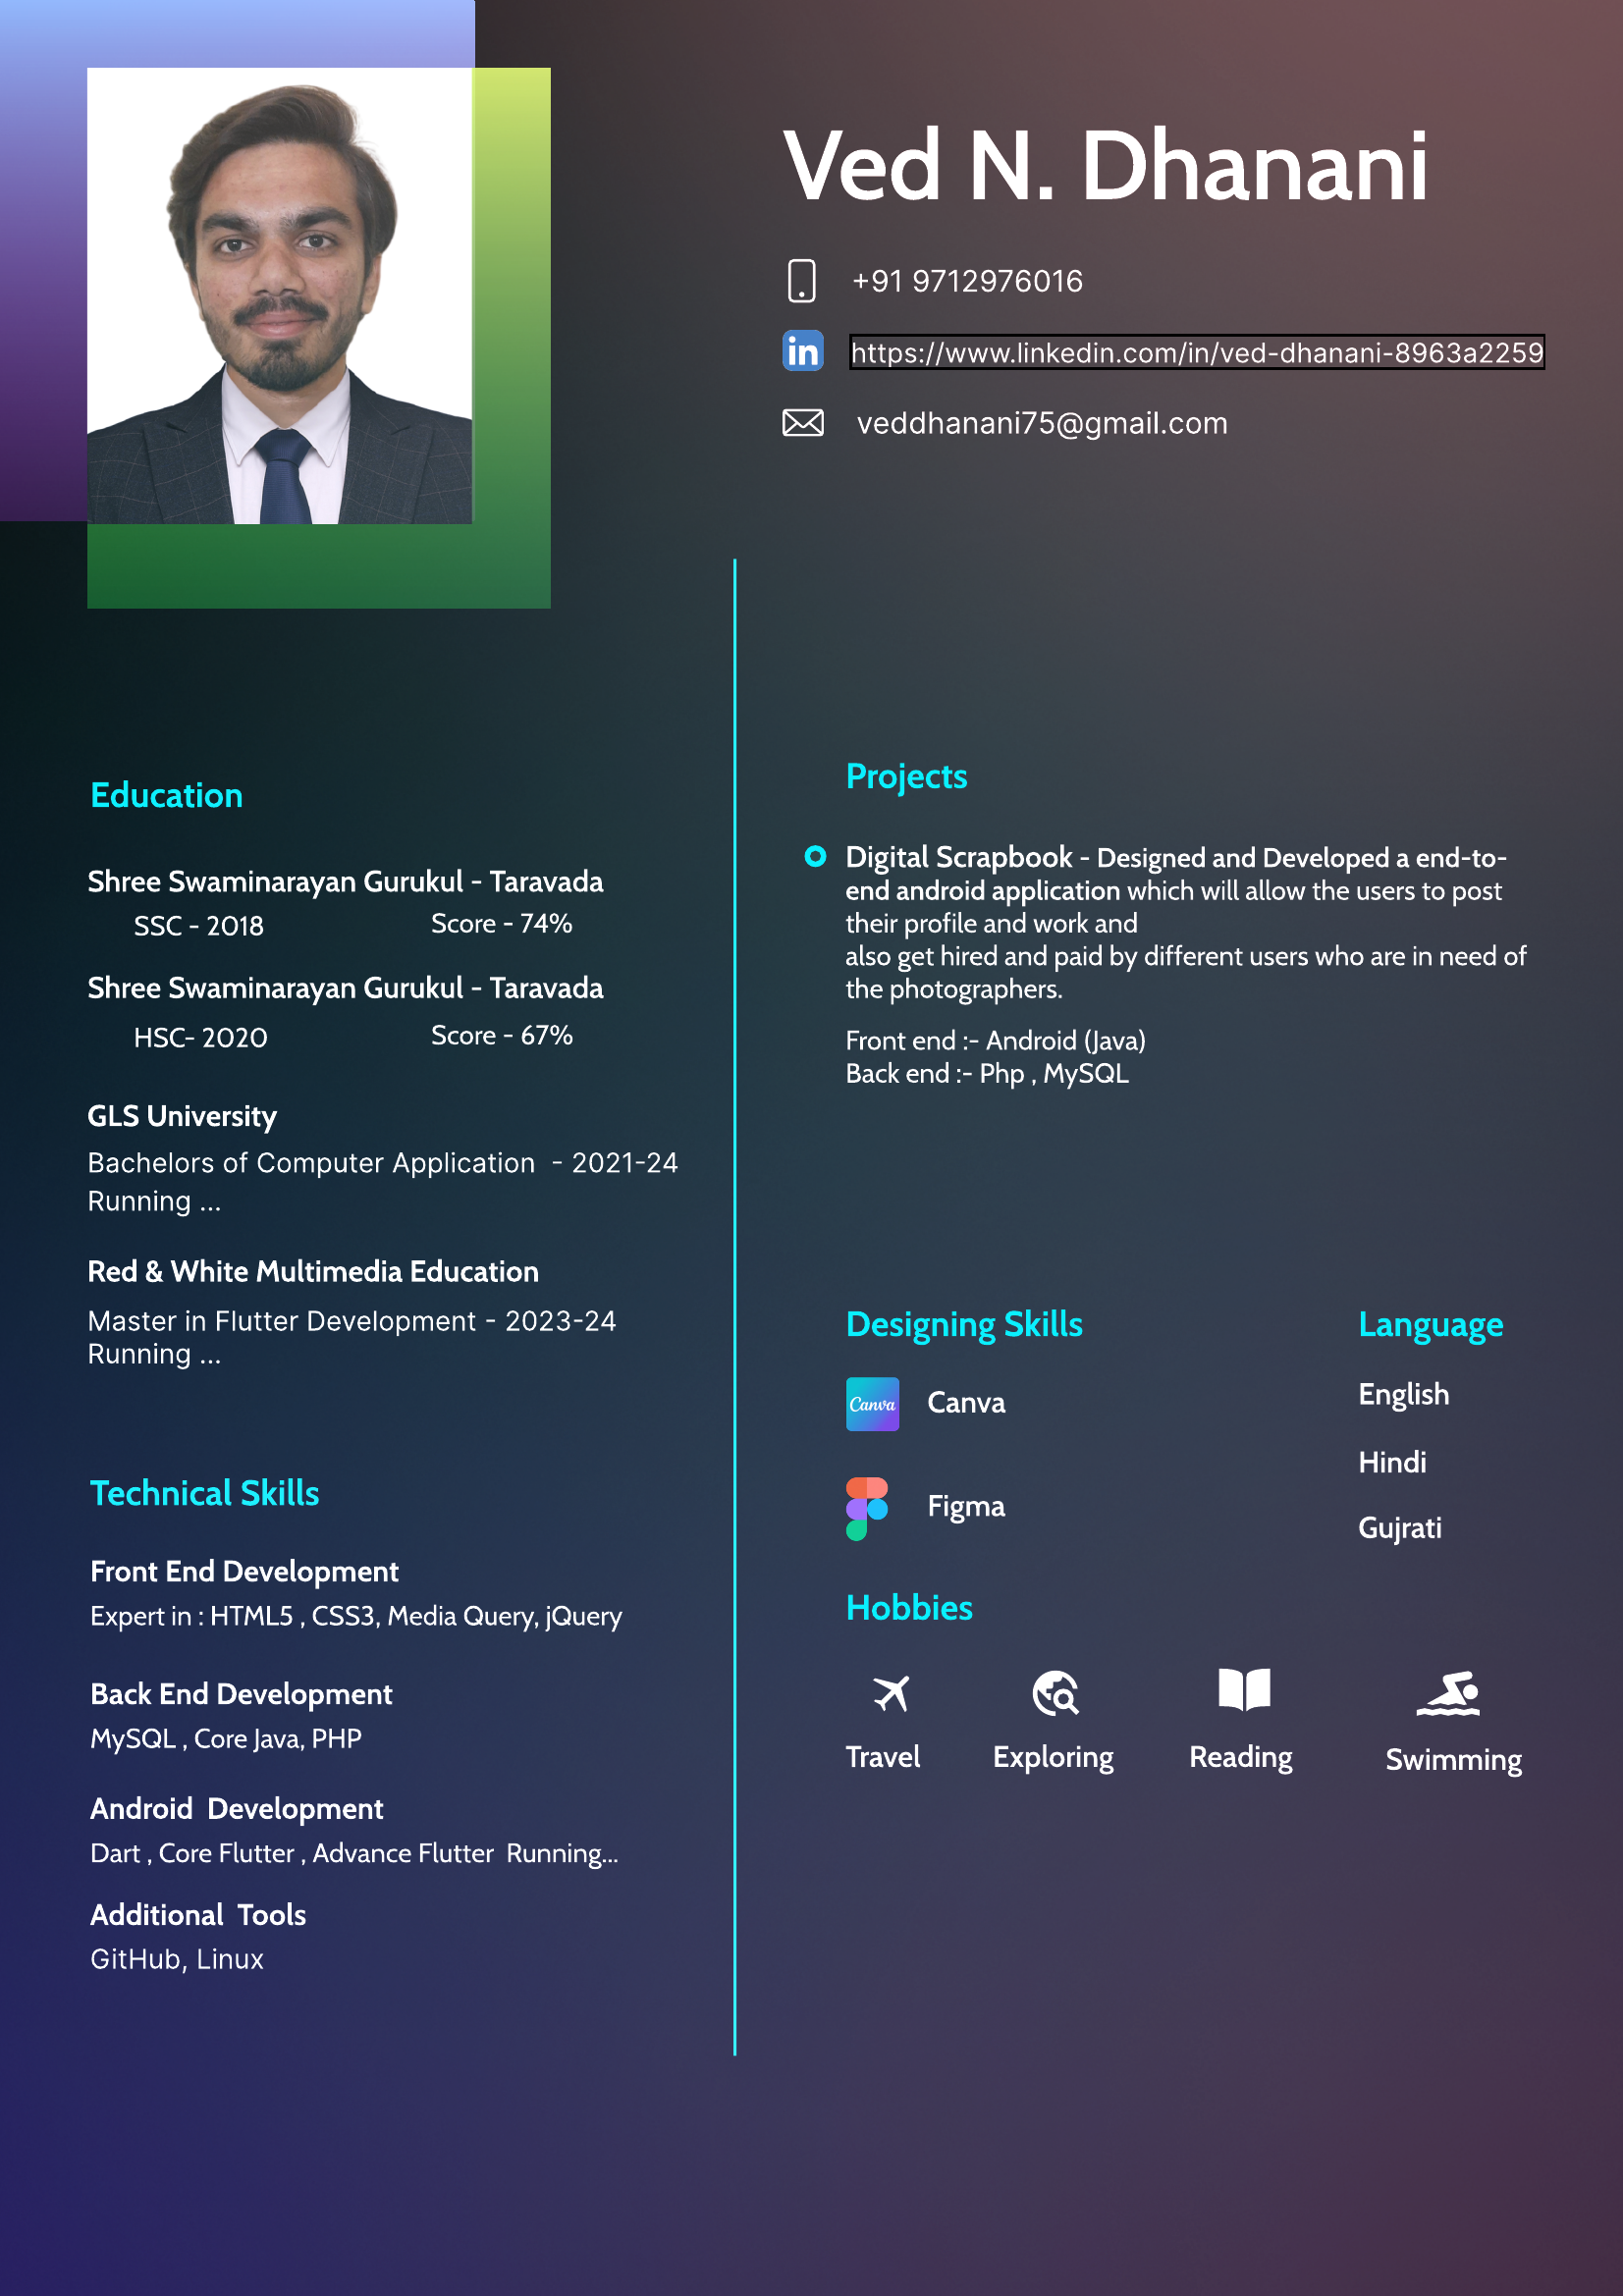 Ved N. Dhanani
+91 9712976016
in
https://www.linkedin.com/in/ved-dhanani-8963a2259
veddhanani75@gmail.com
Education
Shree Swaminarayan Gurukul - Taravada
SSC - 2018 Score - 74%
Shree Swaminarayan Gurukul - Taravada
HSC- 2020 Score - 67%
GLS University
Bachelors of Computer Application - 2021-24
Running ...
Red & White Multimedia Education
Master in Flutter Development - 2023-24
Running ...
Technical Skills
Front End Development
Expert in : HTML5 , CSS3, Media Query, jQuery
Back End Development
MySQL , Core Java, PHP
Android Development
Dart , Core Flutter , Advance Flutter Running...
Additional Tools
GitHub, Linux
Projects
Digital Scrapbook - Designed and Developed a end-to-
end android application which will allow the users to post
their profile and work and
also get hired and paid by different users who are in need of
the photographers.
Front end :- Android (Java)
Back end :- Php , MySQL
Designing Skills
Canva Canva
Figma
Language
English
Hindi
Gujrati
Hobbies
Travel Exploring Reading Swimming